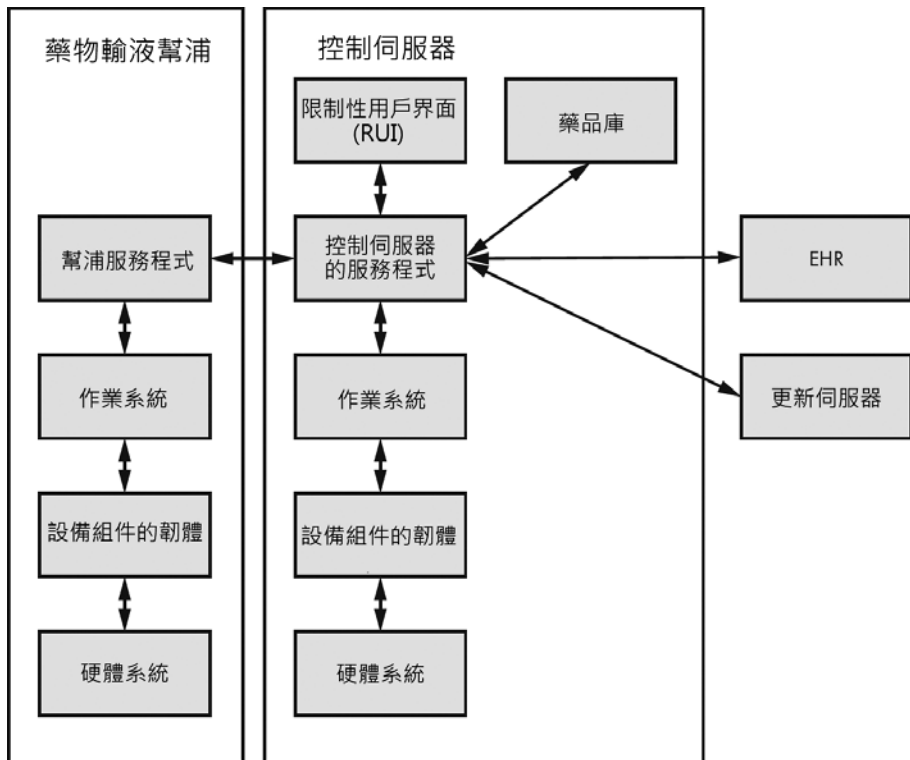 藥物輸液幫浦
控制伺服器
限制性用戶界面
(RUI)
藥品庫
幫浦服務程式
控制伺服器
的服務程式
EHR
作業系統
作業系統
更新伺服器
設備組件的韌體
設備組件的韌體
硬體系統
硬體系統